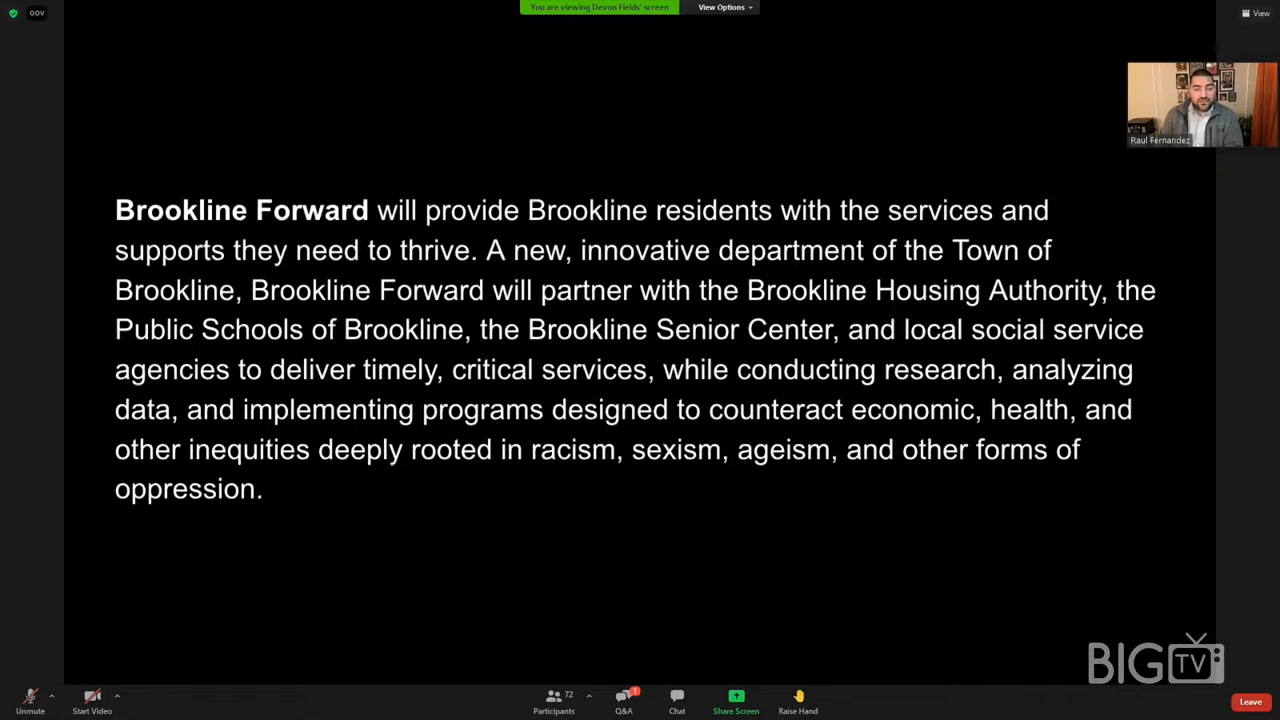 GOV
You are viewing Devon Fields' screen
View Options
View
Raul Fernandez
Brookline Forward will provide Brookline residents with the services and
supports they need to thrive. A new, innovative department of the Town of
Brookline, Brookline Forward will partner with the Brookline Housing Authority, the
Public Schools of Brookline, the Brookline Senior Center, and local social service
agencies to deliver timely, critical services, while conducting research, analyzing
data, and implementing programs designed to counteract economic, health, and
other inequities deeply rooted in racism, sexism, ageism, and other forms of
oppression.
BIG TV
Unmute
Start Video
72
Participants
1
Q&A
Chat
Share Screen
Raise Hand
Leave